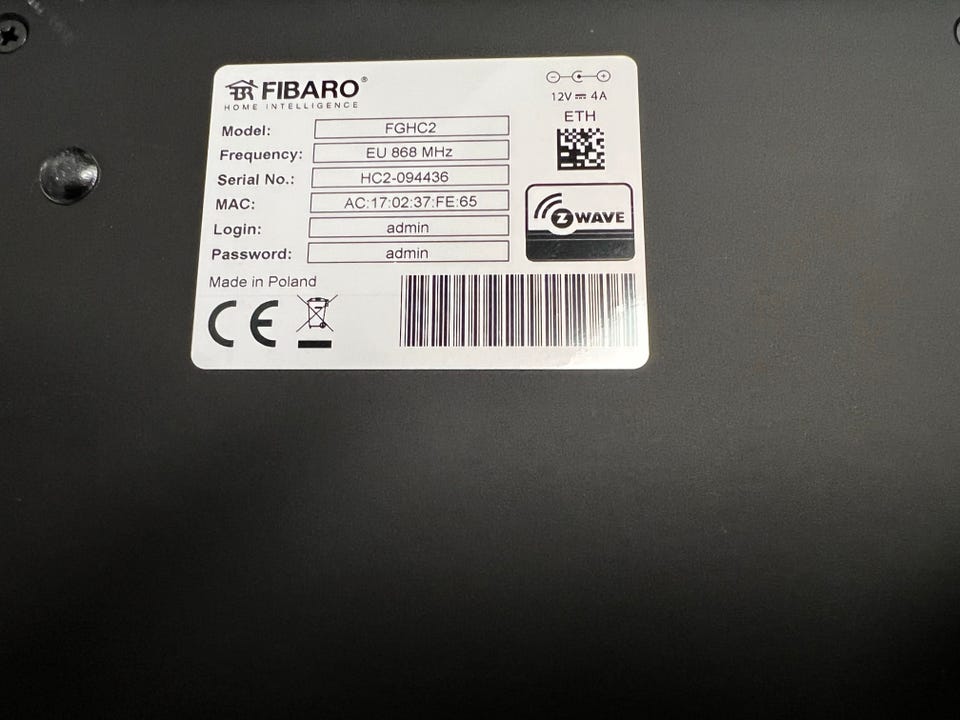 FIBARO®
HOME INTELLIGENCE
12V ⎓ 4A
ETH
Model: FGHC2
Frequency: EU 868 MHz
Serial No.: HC2-094436
MAC: AC:17:02:37:FE:65
Login: admin
Password: admin
Z WAVE
Made in Poland
CE